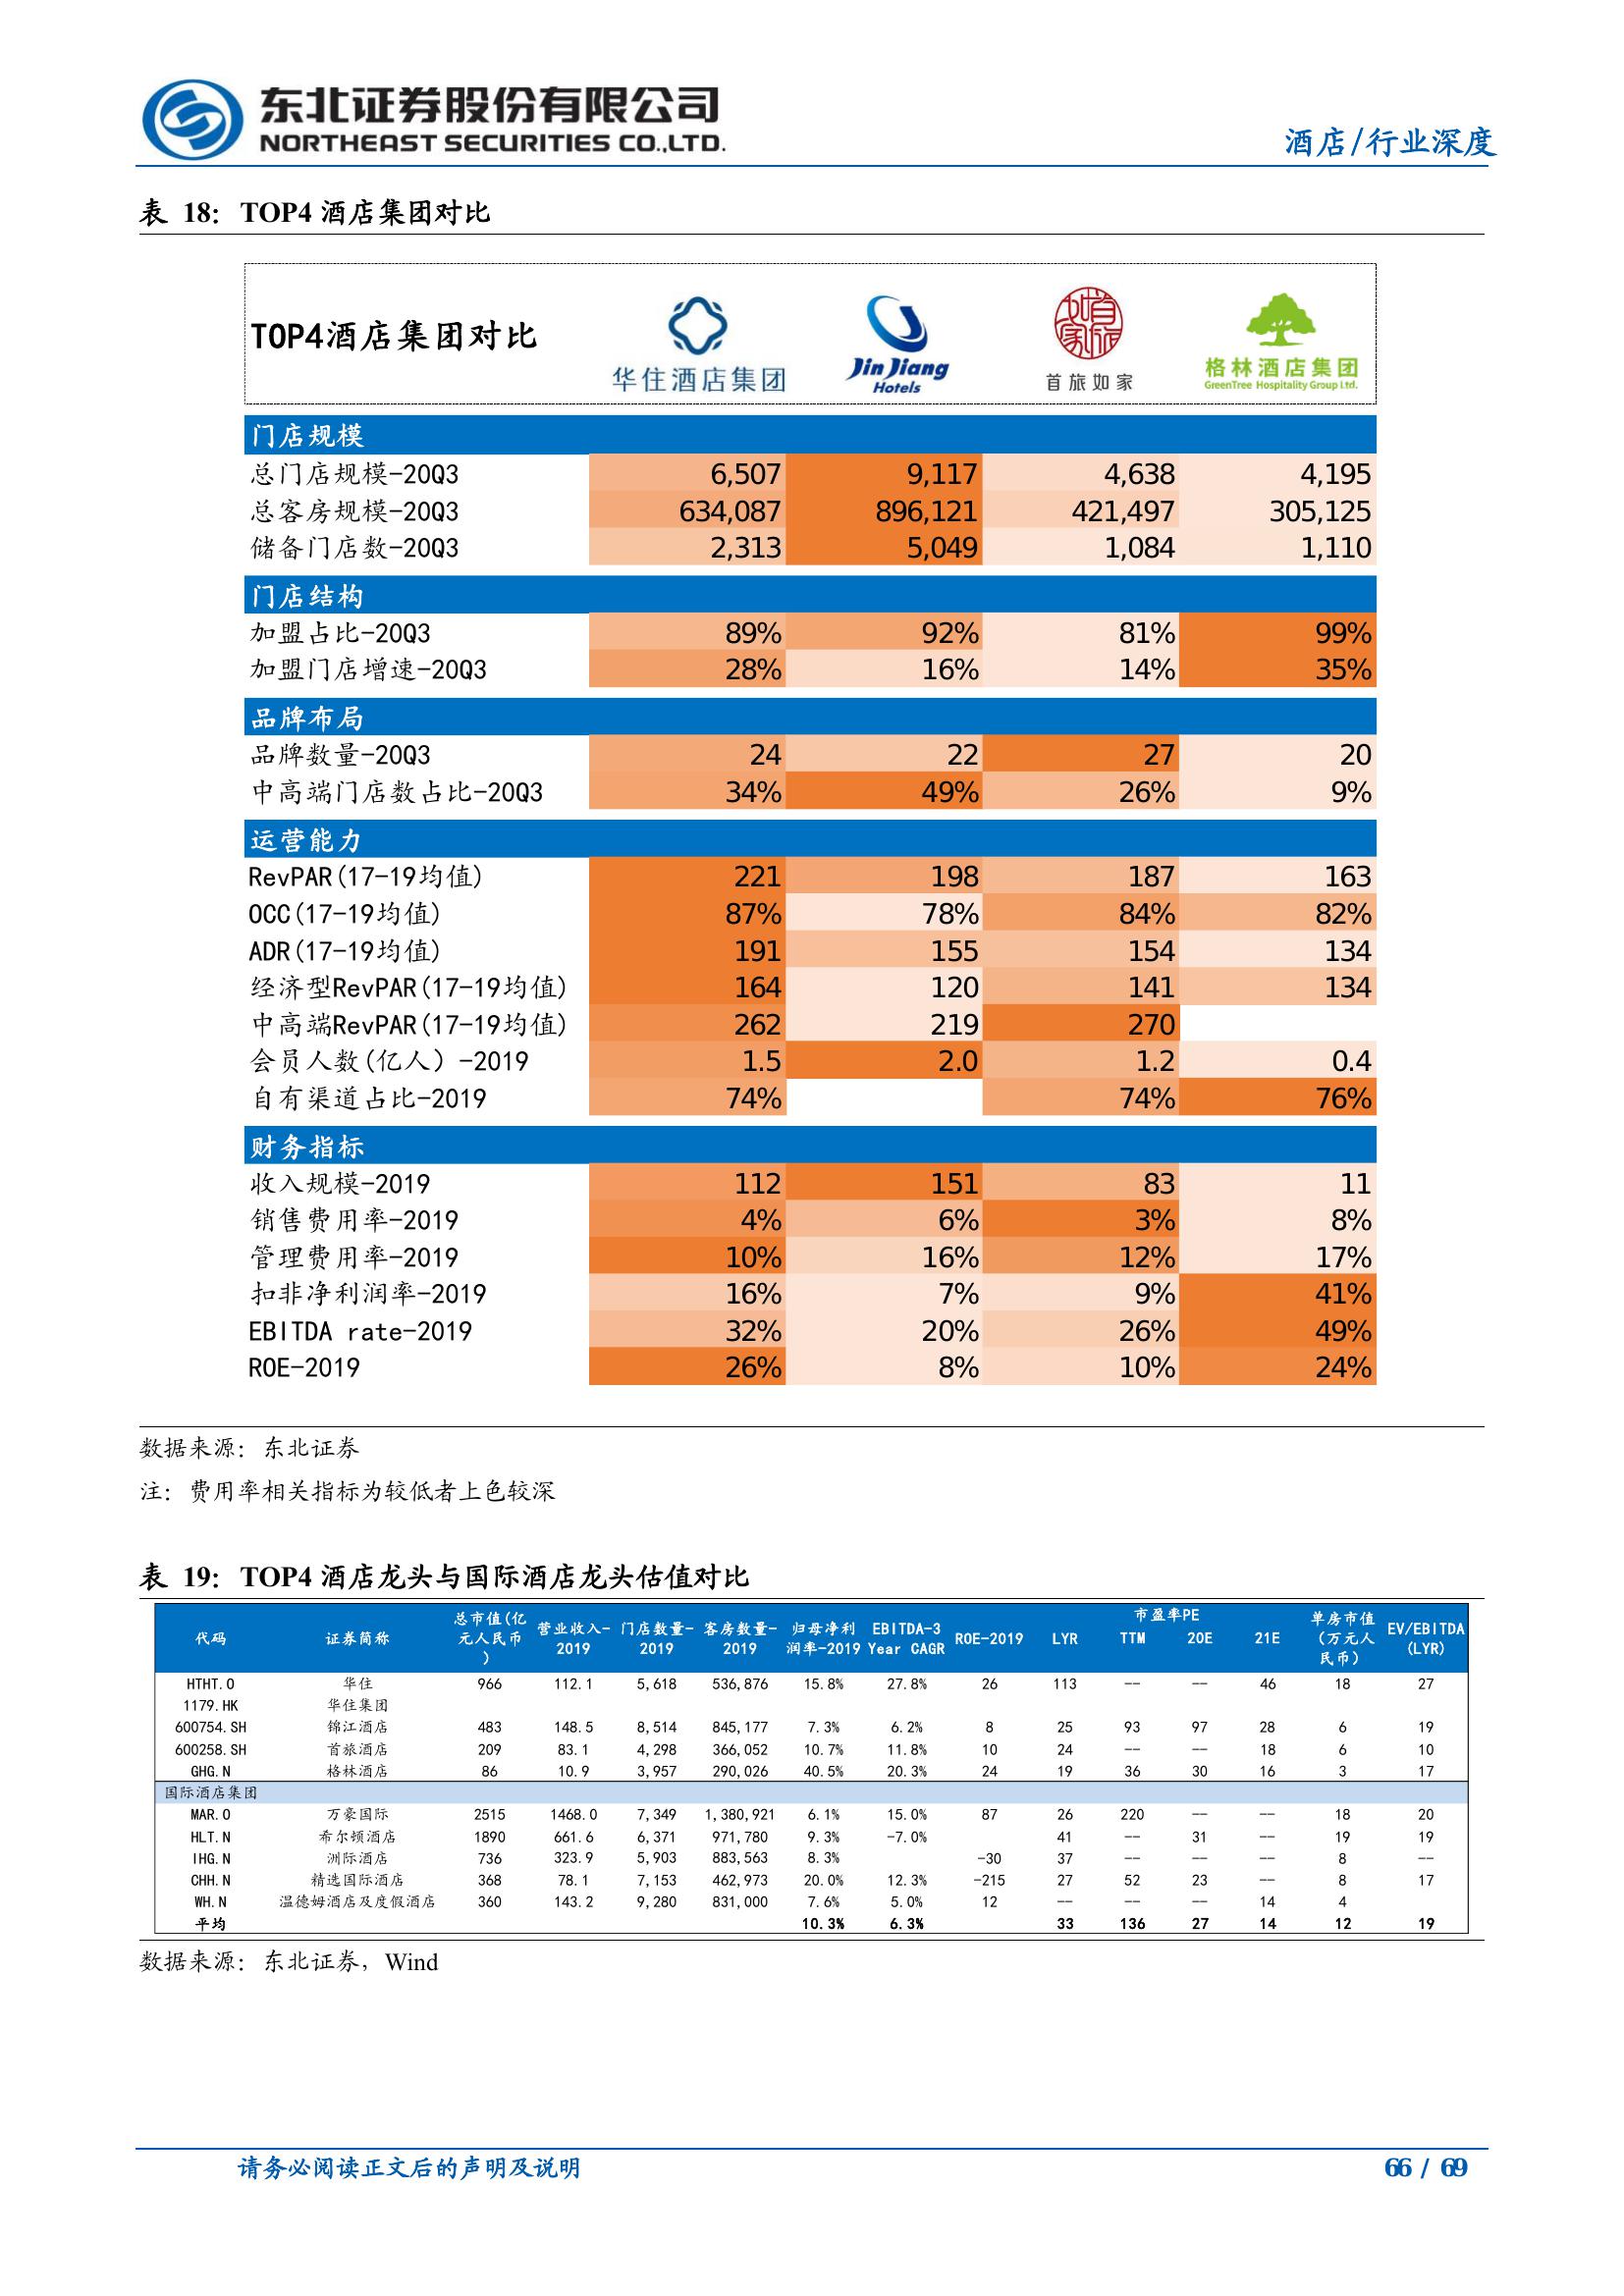 东北证券股份有限公司
NORTHEAST SECURITIES CO.,LTD.
酒店/行业深度
表 18: TOP4 酒店集团对比
TOP4酒店集团对比 华住酒店集团 JinJiang Hotels 首旅如家 格林酒店集团 GreenTree Hospitality Group Ltd.
门店规模
总门店规模-20Q3 6,507 9,117 4,638 4,195
总客房规模-20Q3 634,087 896,121 421,497 305,125
储备门店数-20Q3 2,313 5,049 1,084 1,110
门店结构
加盟占比-20Q3 89% 92% 81% 99%
加盟门店增速-20Q3 28% 16% 14% 35%
品牌布局
品牌数量-20Q3 24 22 27 20
中高端门店数占比-20Q3 34% 49% 26% 9%
运营能力
RevPAR(17-19均值) 221 198 187 163
OCC(17-19均值) 87% 78% 84% 82%
ADR(17-19均值) 191 155 154 134
经济型RevPAR(17-19均值) 164 120 141 134
中高端RevPAR(17-19均值) 262 219 270
会员人数(亿人) -2019 1.5 2.0 1.2 0.4
自有渠道占比-2019 74% 74% 76%
财务指标
收入规模-2019 112 151 83 11
销售费用率-2019 4% 6% 3% 8%
管理费用率-2019 10% 16% 12% 17%
扣非净利润率-2019 16% 7% 9% 41%
EBITDA rate-2019 32% 20% 26% 49%
ROE-2019 26% 8% 10% 24%
数据来源: 东北证券
注: 费用率相关指标为较低者上色较深
表 19: TOP4 酒店龙头与国际酒店龙头估值对比
代码 证券简称 总市值(亿元人民币) 营业收入-2019 门店数量-2019 客房数量-2019 归母净利润率-2019 EBITDA-3 Year CAGR ROE-2019 市盈率PE LYR TTM 20E 21E 单房市值(万元人民币) EV/EBITDA (LYR)
HTHT.O 华住 966 112.1 5,618 536,876 15.8% 27.8% 26 113 -- -- 46 18 27
1179.HK 华住集团
600754.SH 锦江酒店 483 148.5 8,514 845,177 7.3% 6.2% 8 25 93 97 28 6 19
600258.SH 首旅酒店 209 83.1 4,298 366,052 10.7% 11.8% 10 24 -- -- 18 6 10
GHG.N 格林酒店 86 10.9 3,957 290,026 40.5% 20.3% 24 19 36 30 16 3 17
国际酒店集团
MAR.O 万豪国际 2515 1468.0 7,349 1,380,921 6.1% 15.0% 87 26 220 -- -- 18 20
HLT.N 希尔顿酒店 1890 661.6 6,371 971,780 9.3% -7.0% 41 -- 31 -- 19 19
IHG.N 洲际酒店 736 323.9 5,903 883,563 8.3% -30 37 -- -- -- 8 --
CHH.N 精选国际酒店 368 78.1 7,153 462,973 20.0% 12.3% -215 27 52 23 -- 8 17
WH.N 温德姆酒店及度假酒店 360 143.2 9,280 831,000 7.6% 5.0% 12 -- -- -- 14 4
平均 10.3% 6.3% 33 136 27 14 12 19
数据来源: 东北证券, Wind
请务必阅读正文后的声明及说明
66 / 69